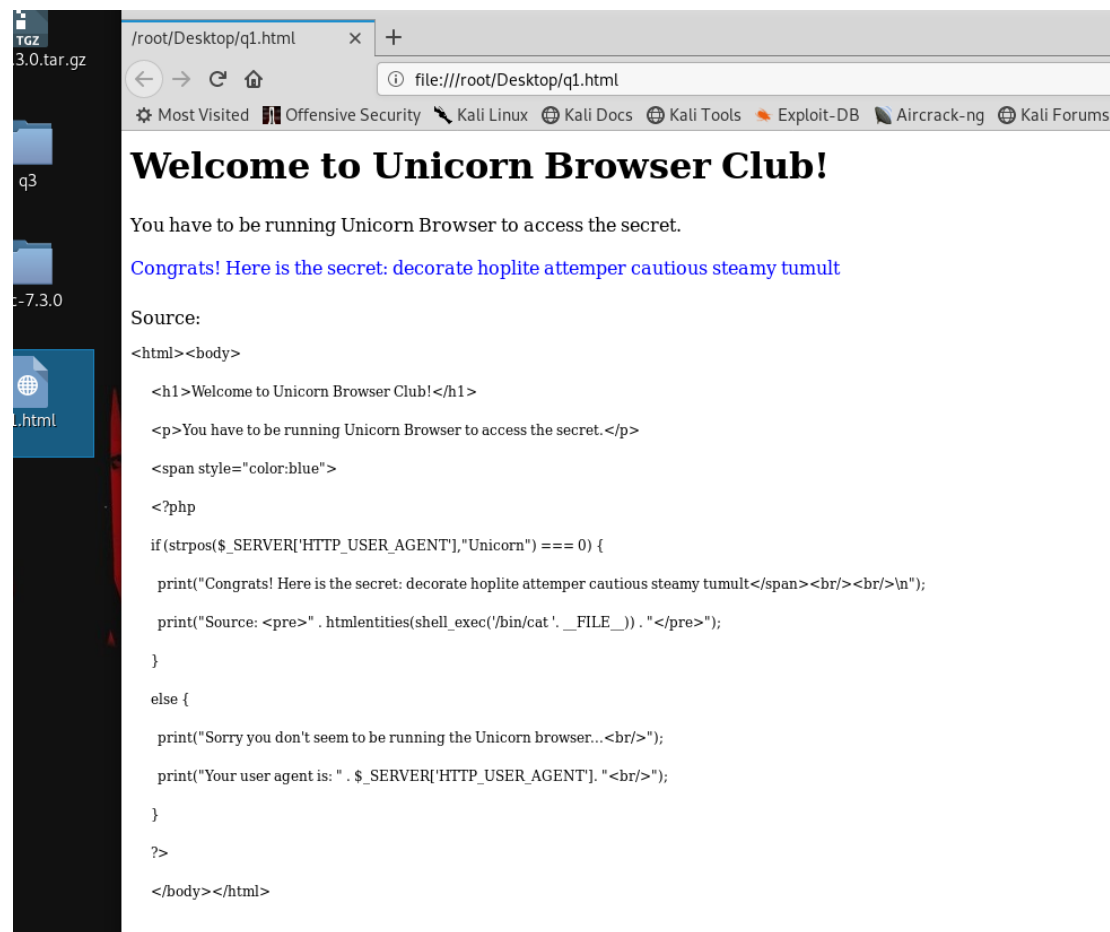 TGZ
.3.0.tar.gz
q3
-7.3.0
.html
/root/Desktop/q1.html
file:///root/Desktop/q1.html
Most Visited Offensive Security Kali Linux Kali Docs Kali Tools Exploit-DB Aircrack-ng Kali Forums
Welcome to Unicorn Browser Club!
You have to be running Unicorn Browser to access the secret.
Congrats! Here is the secret: decorate hoplite attemper cautious steamy tumult
Source:
<html><body>
<h1>Welcome to Unicorn Browser Club!</h1>
<p>You have to be running Unicorn Browser to access the secret.</p>
<span style="color:blue">
<?php
if (strpos($_SERVER['HTTP_USER_AGENT'],"Unicorn") === 0) {
print("Congrats! Here is the secret: decorate hoplite attemper cautious steamy tumult</span><br/><br/>\n");
print("Source: <pre>" . htmlentities(shell_exec('/bin/cat '. __FILE__)) . "</pre>");
}
else {
print("Sorry you don't seem to be running the Unicorn browser...<br/>");
print("Your user agent is: " . $_SERVER['HTTP_USER_AGENT']. "<br/>");
}
?>
</body></html>